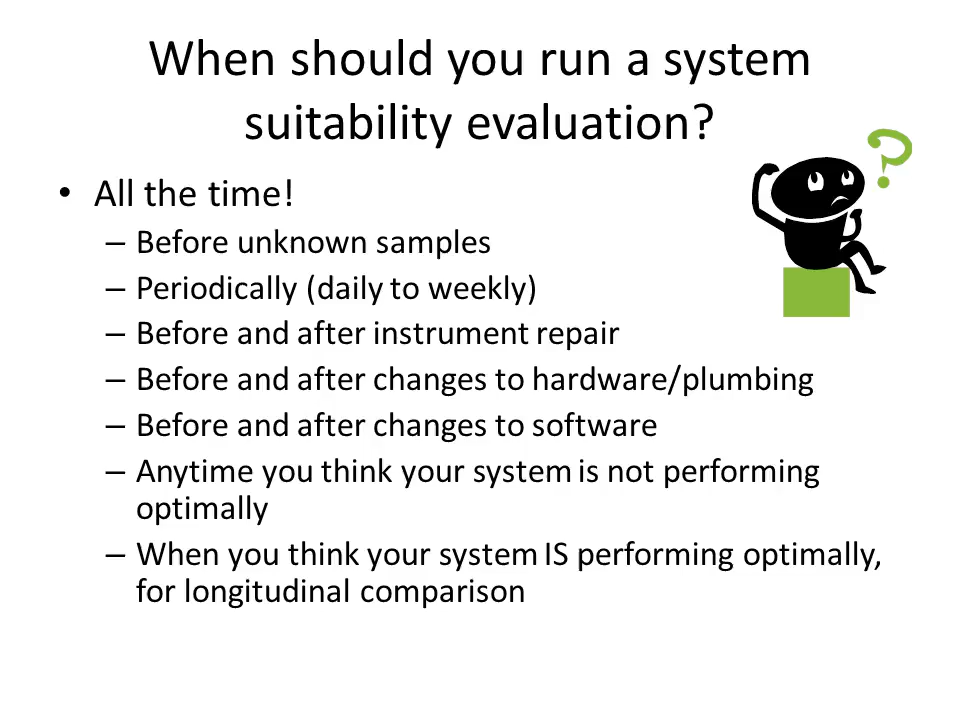 When should you run a system
suitability evaluation?
• All the time!
– Before unknown samples
– Periodically (daily to weekly)
– Before and after instrument repair
– Before and after changes to hardware/plumbing
– Before and after changes to software
– Anytime you think your system is not performing
optimally
– When you think your system IS performing optimally,
for longitudinal comparison
?